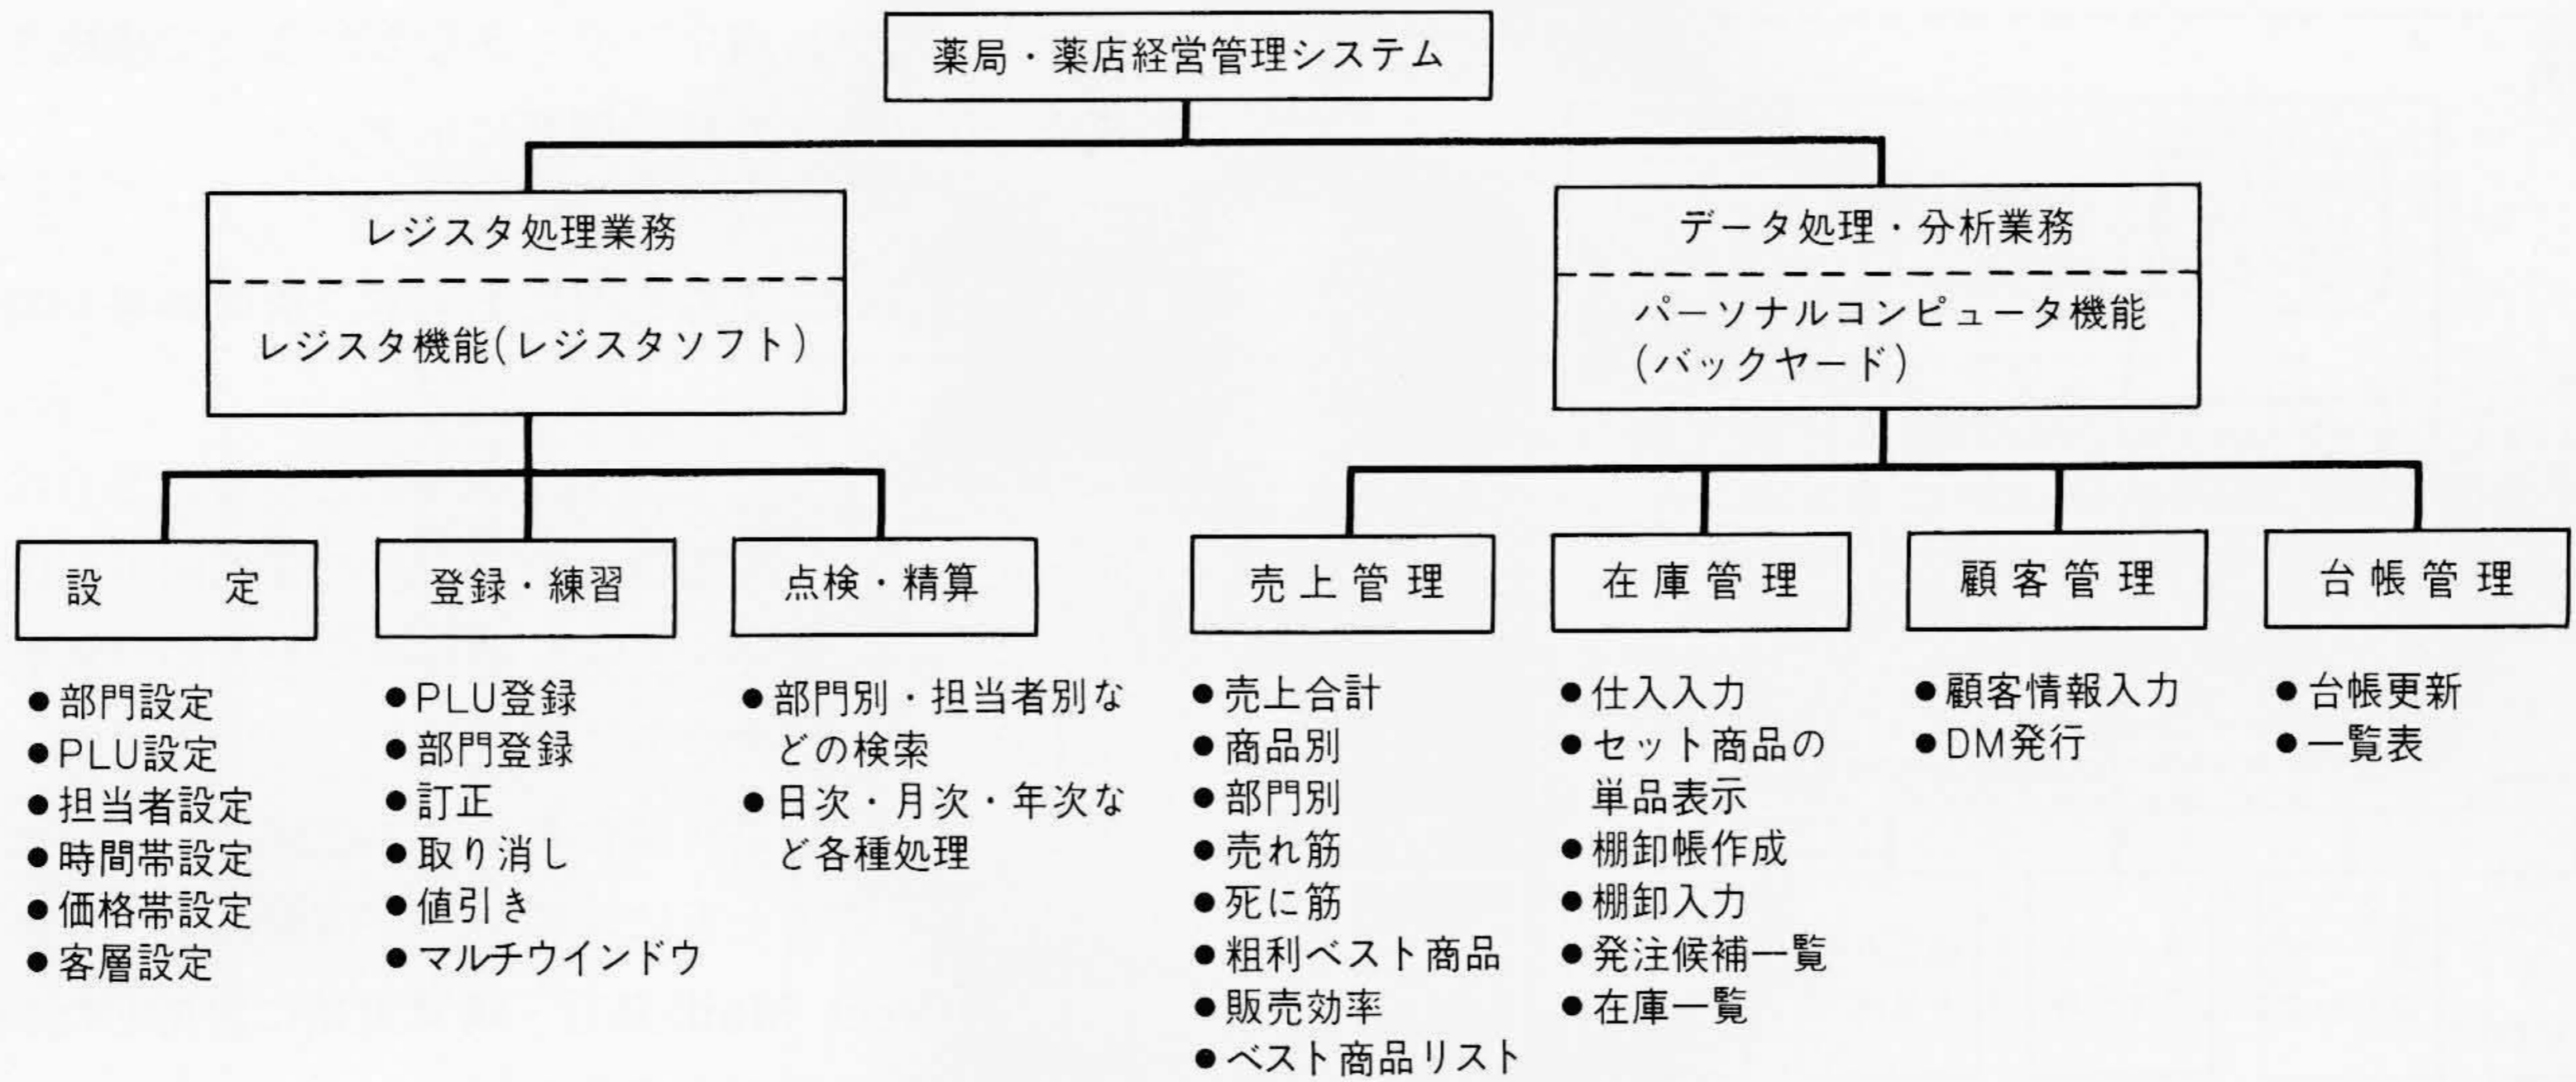 薬局・薬店経営管理システム
レジスタ処理業務
レジスタ機能(レジスタソフト)
データ処理・分析業務
パーソナルコンピュータ機能
(バックヤード)
設 定
●部門設定
●PLU設定
●担当者設定
●時間帯設定
●価格帯設定
●客層設定
登録・練習
●PLU登録
●部門登録
●訂正
●取り消し
●値引き
●マルチウインドウ
点検・精算
●部門別・担当者別な
どの検索
●日次・月次・年次な
ど各種処理
売上管理
●売上合計
●商品別
●部門別
●売れ筋
●死に筋
●粗利ベスト商品
●販売効率
●ベスト商品リスト
在庫管理
●仕入入力
●セット商品の
単品表示
●棚卸帳作成
●棚卸入力
●発注候補一覧
●在庫一覧
顧客管理
●顧客情報入力
●DM発行
台帳管理
●台帳更新
●一覧表